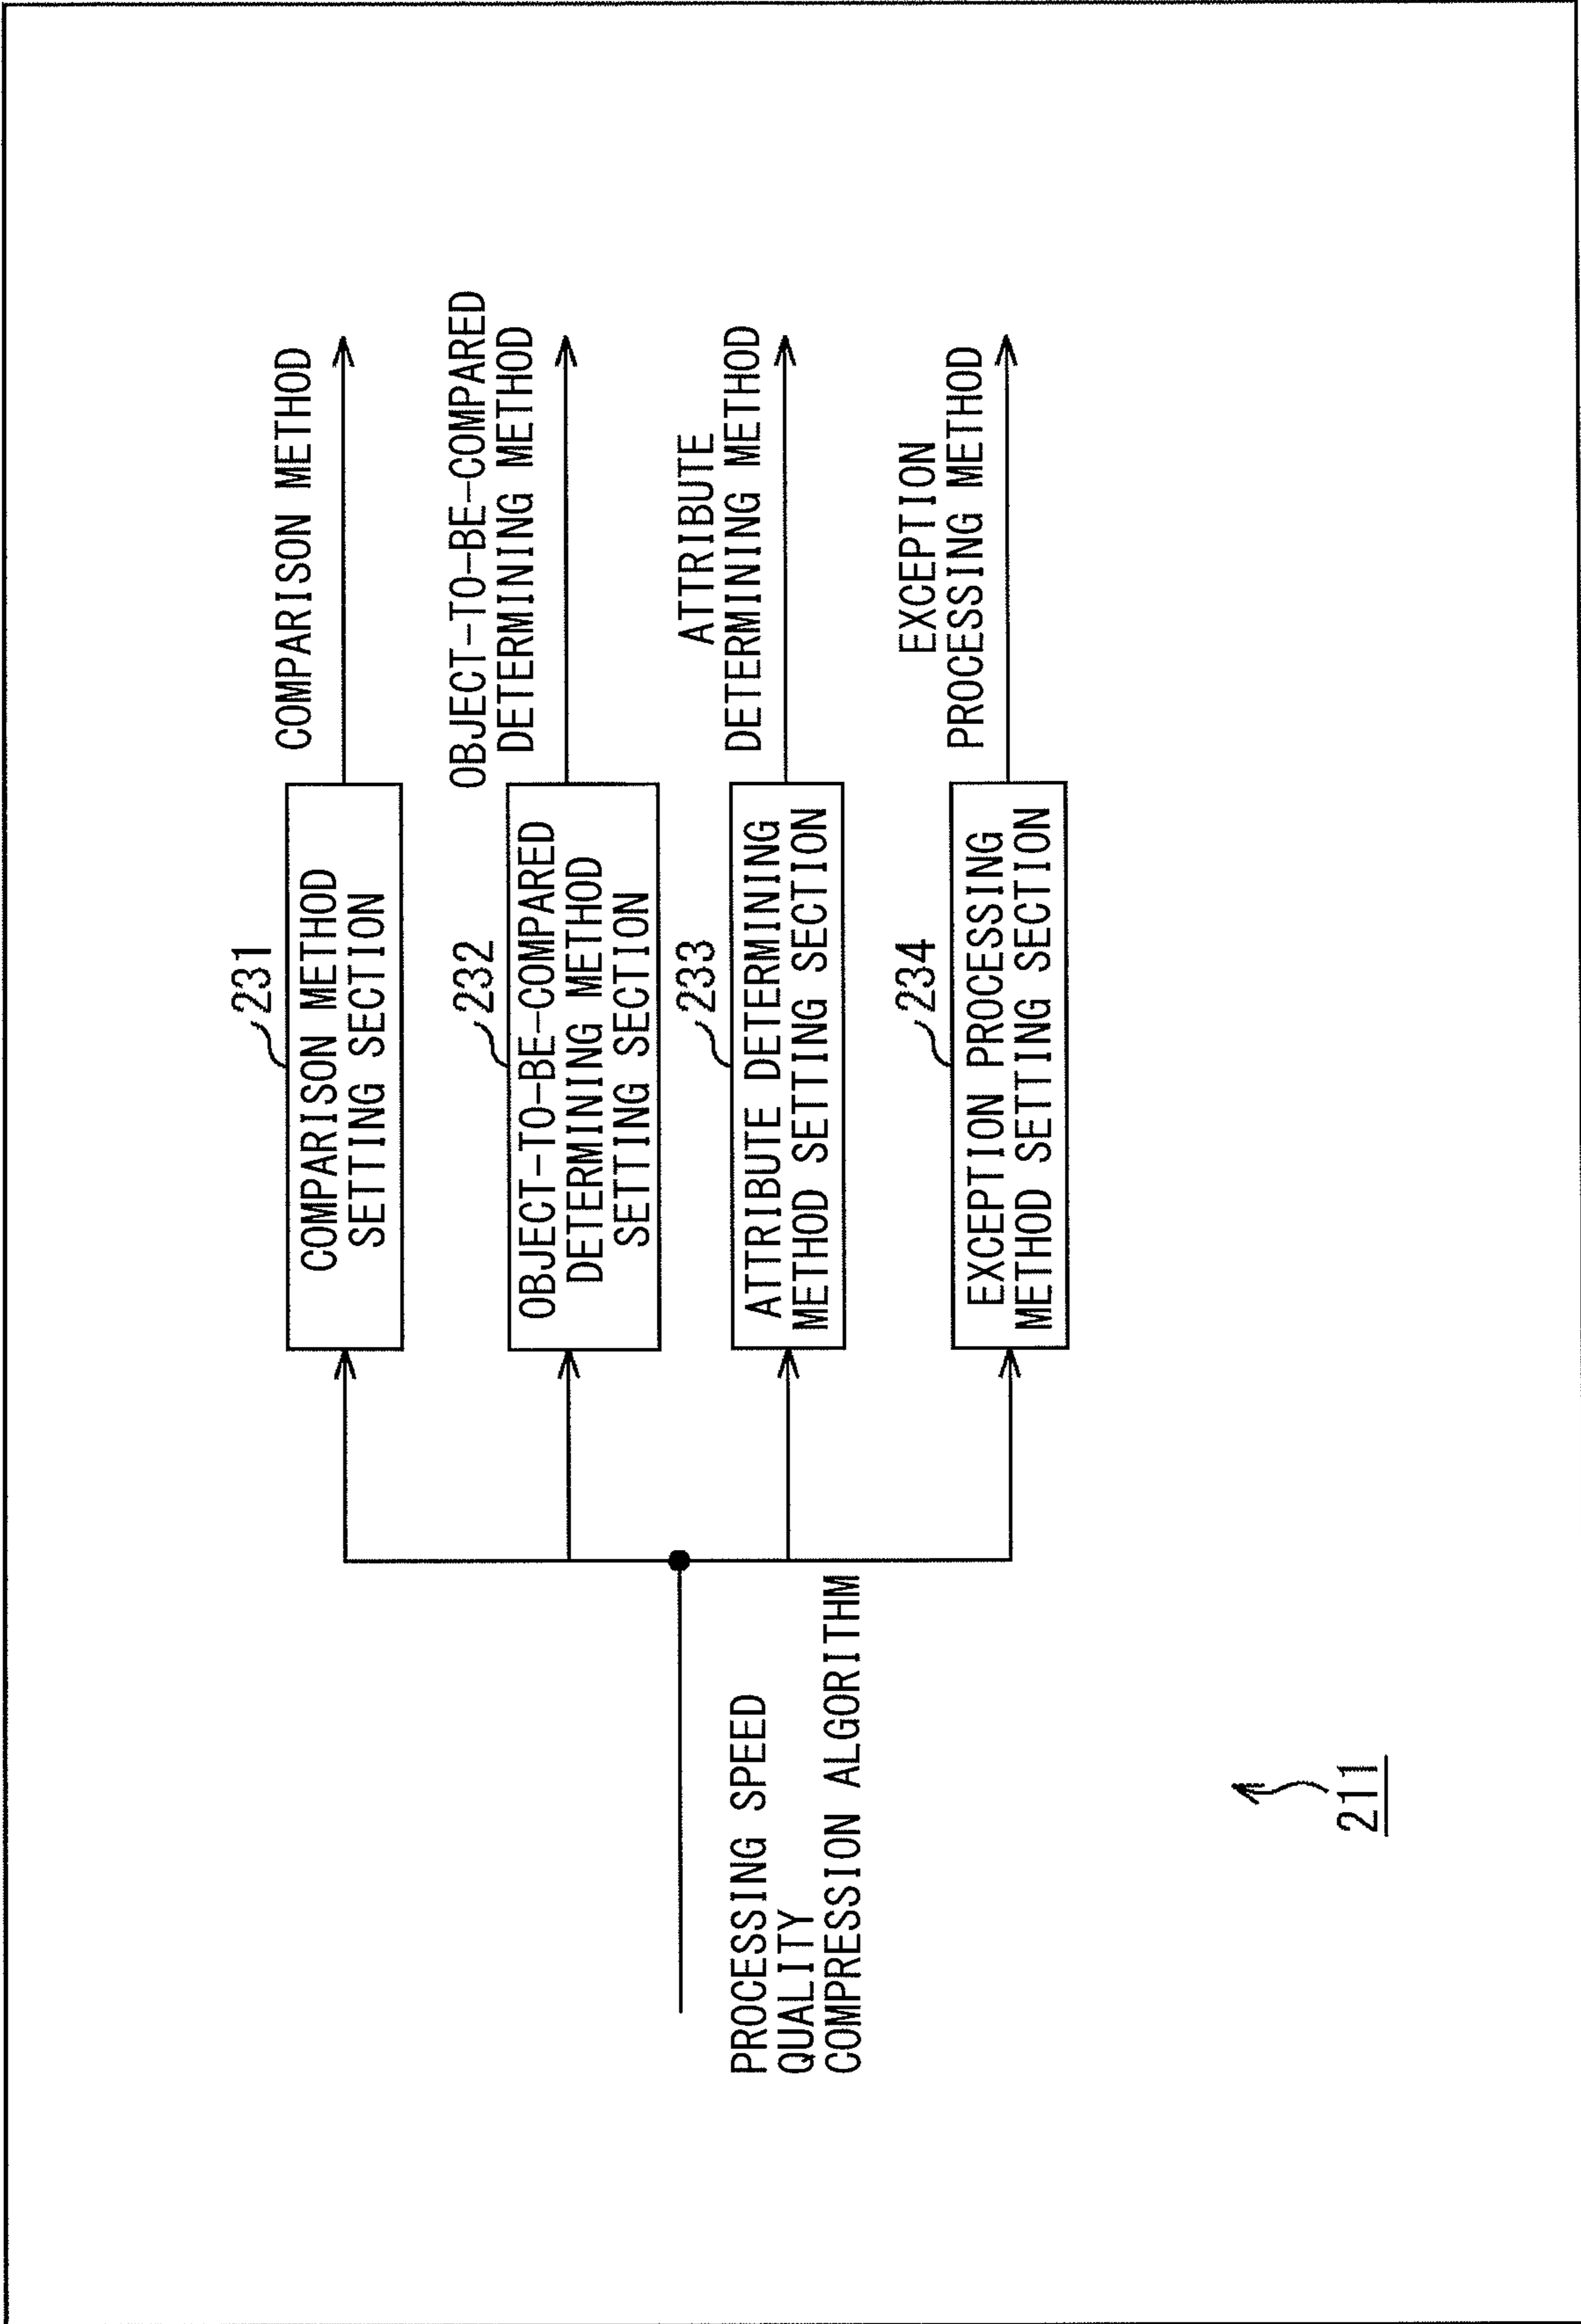 231
COMPARISON METHOD
SETTING SECTION
COMPARISON METHOD
232
OBJECT-TO-BE-COMPARED
DETERMINING METHOD
SETTING SECTION
OBJECT-TO-BE-COMPARED
DETERMINING METHOD
PROCESSING SPEED
QUALITY
COMPRESSION ALGORITHM
233
ATTRIBUTE DETERMINING
METHOD SETTING SECTION
ATTRIBUTE
DETERMINING METHOD
234
EXCEPTION PROCESSING
METHOD SETTING SECTION
EXCEPTION
PROCESSING METHOD
211